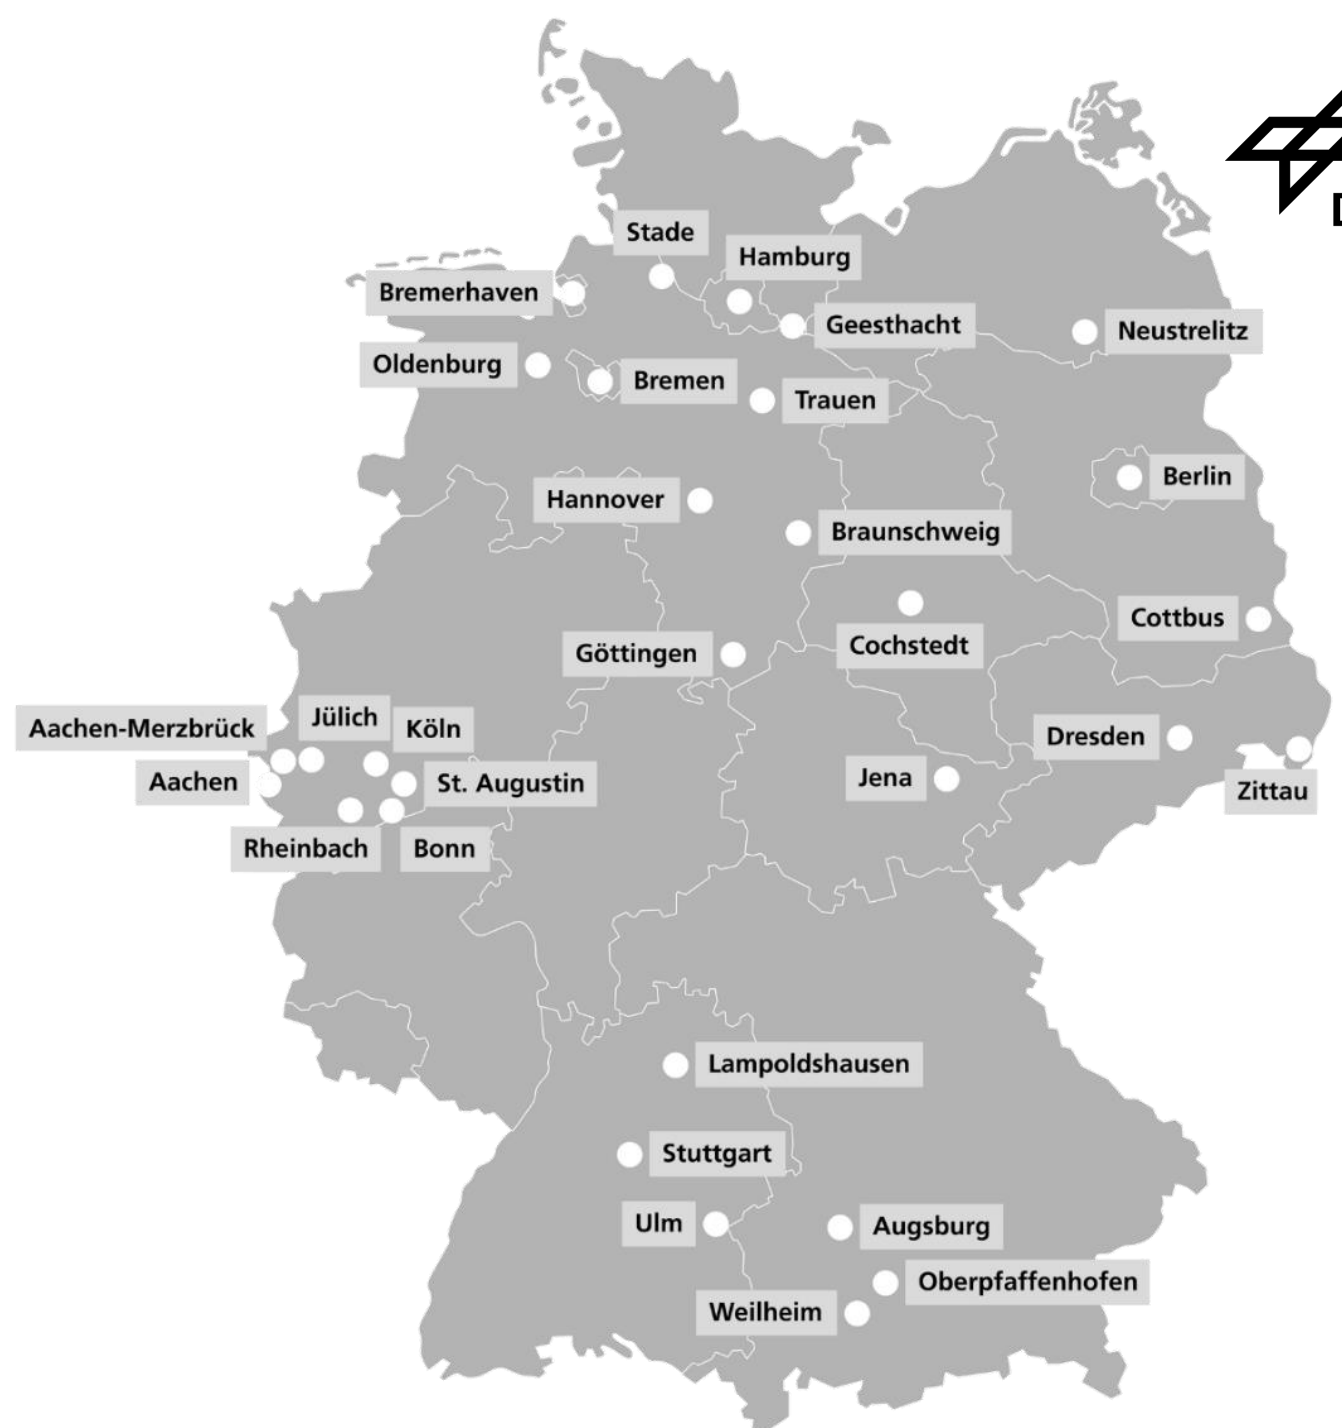 Stade
Hamburg
Bremerhaven
Geesthacht
Neustrelitz
Oldenburg
Bremen
Trauen
Berlin
Hannover
Braunschweig
Cottbus
Cochstedt
Göttingen
Jülich
Aachen-Merzbrück
Köln
Dresden
Aachen
St. Augustin
Jena
Zittau
Rheinbach
Bonn
Lampoldshausen
Stuttgart
Ulm
Augsburg
Oberpfaffenhofen
Weilheim